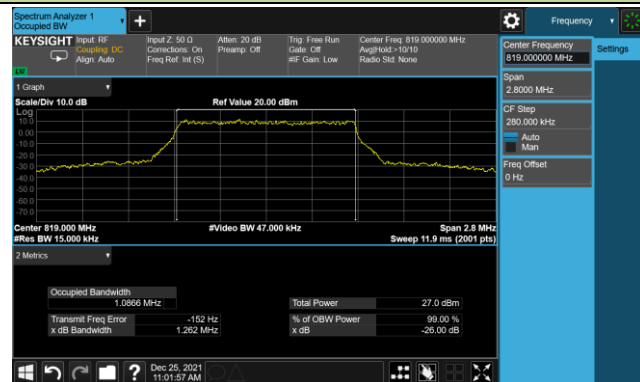 Spectrum Analyzer 1
Occupied BW
Frequency
KEYSIGHT
Input: RF
Coupling: DC
Align: Auto
Input Z: 50 Ω
Corrections: On
Freq Ref: Int (S)
Atten: 20 dB
Preamp: Off
Trig: Free Run
Gate: Off
#IF Gain: Low
Center Freq: 819.000000 MHz
Avg|Hold:>10/10
Radio Std: None
Center Frequency
819.000000 MHz
Settings
Span
2.8000 MHz
CF Step
280.000 kHz
Auto
Man
Freq Offset
0 Hz
1 Graph
Scale/Div 10.0 dB
Ref Value 20.00 dBm
Log
10.0
0.00
-10.0
-20.0
-30.0
-40.0
-50.0
-60.0
-70.0
Center 819.000 MHz
#Video BW 47.000 kHz
Span 2.8 MHz
#Res BW 15.000 kHz
Sweep 11.9 ms (2001 pts)
2 Metrics
Occupied Bandwidth
1.0866 MHz
Total Power
27.0 dBm
Transmit Freq Error
-152 Hz
% of OBW Power
99.00 %
x dB Bandwidth
1.262 MHz
x dB
-26.00 dB
?
Dec 25, 2021
11:01:57 AM